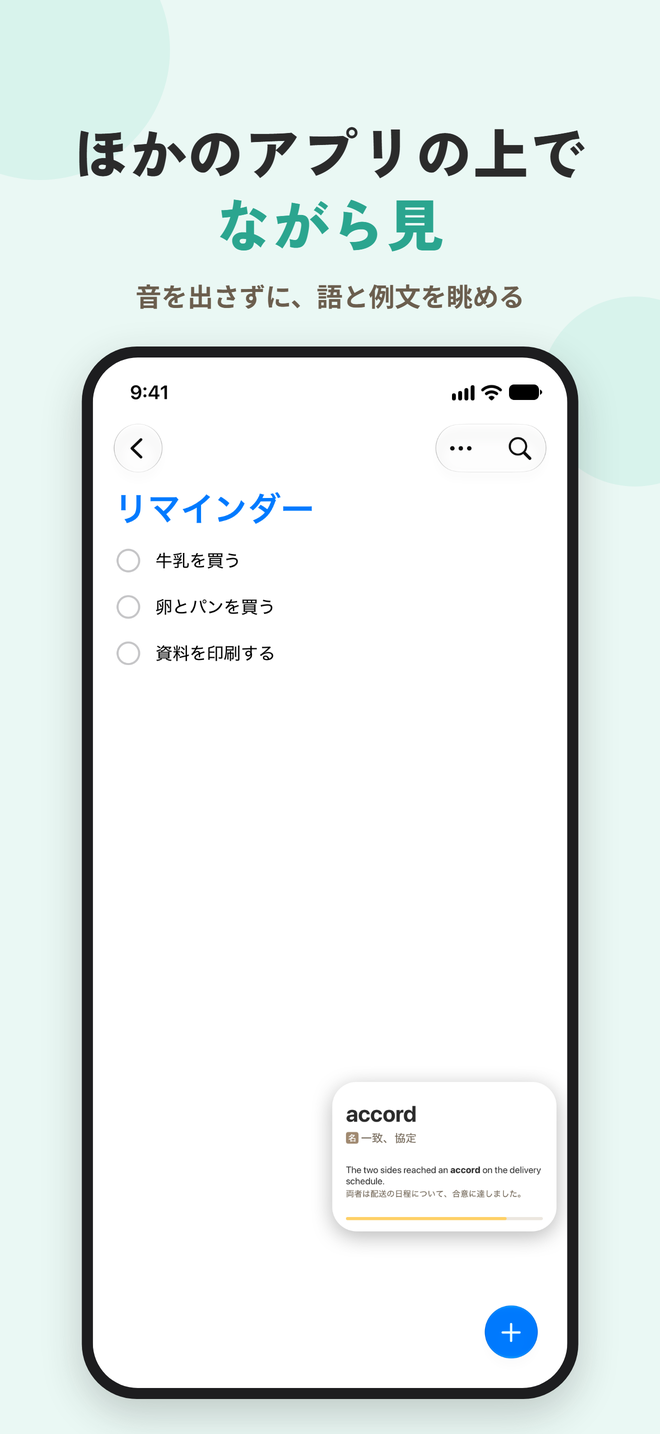 ほかのアプリの上で
ながら見
音を出さずに、語と例文を眺める
9:41
リマインダー
牛乳を買う
卵とパンを買う
資料を印刷する
accord
名 一致、協定
The two sides reached an accord on the delivery
schedule.
両者は配送の日程について、合意に達しました。